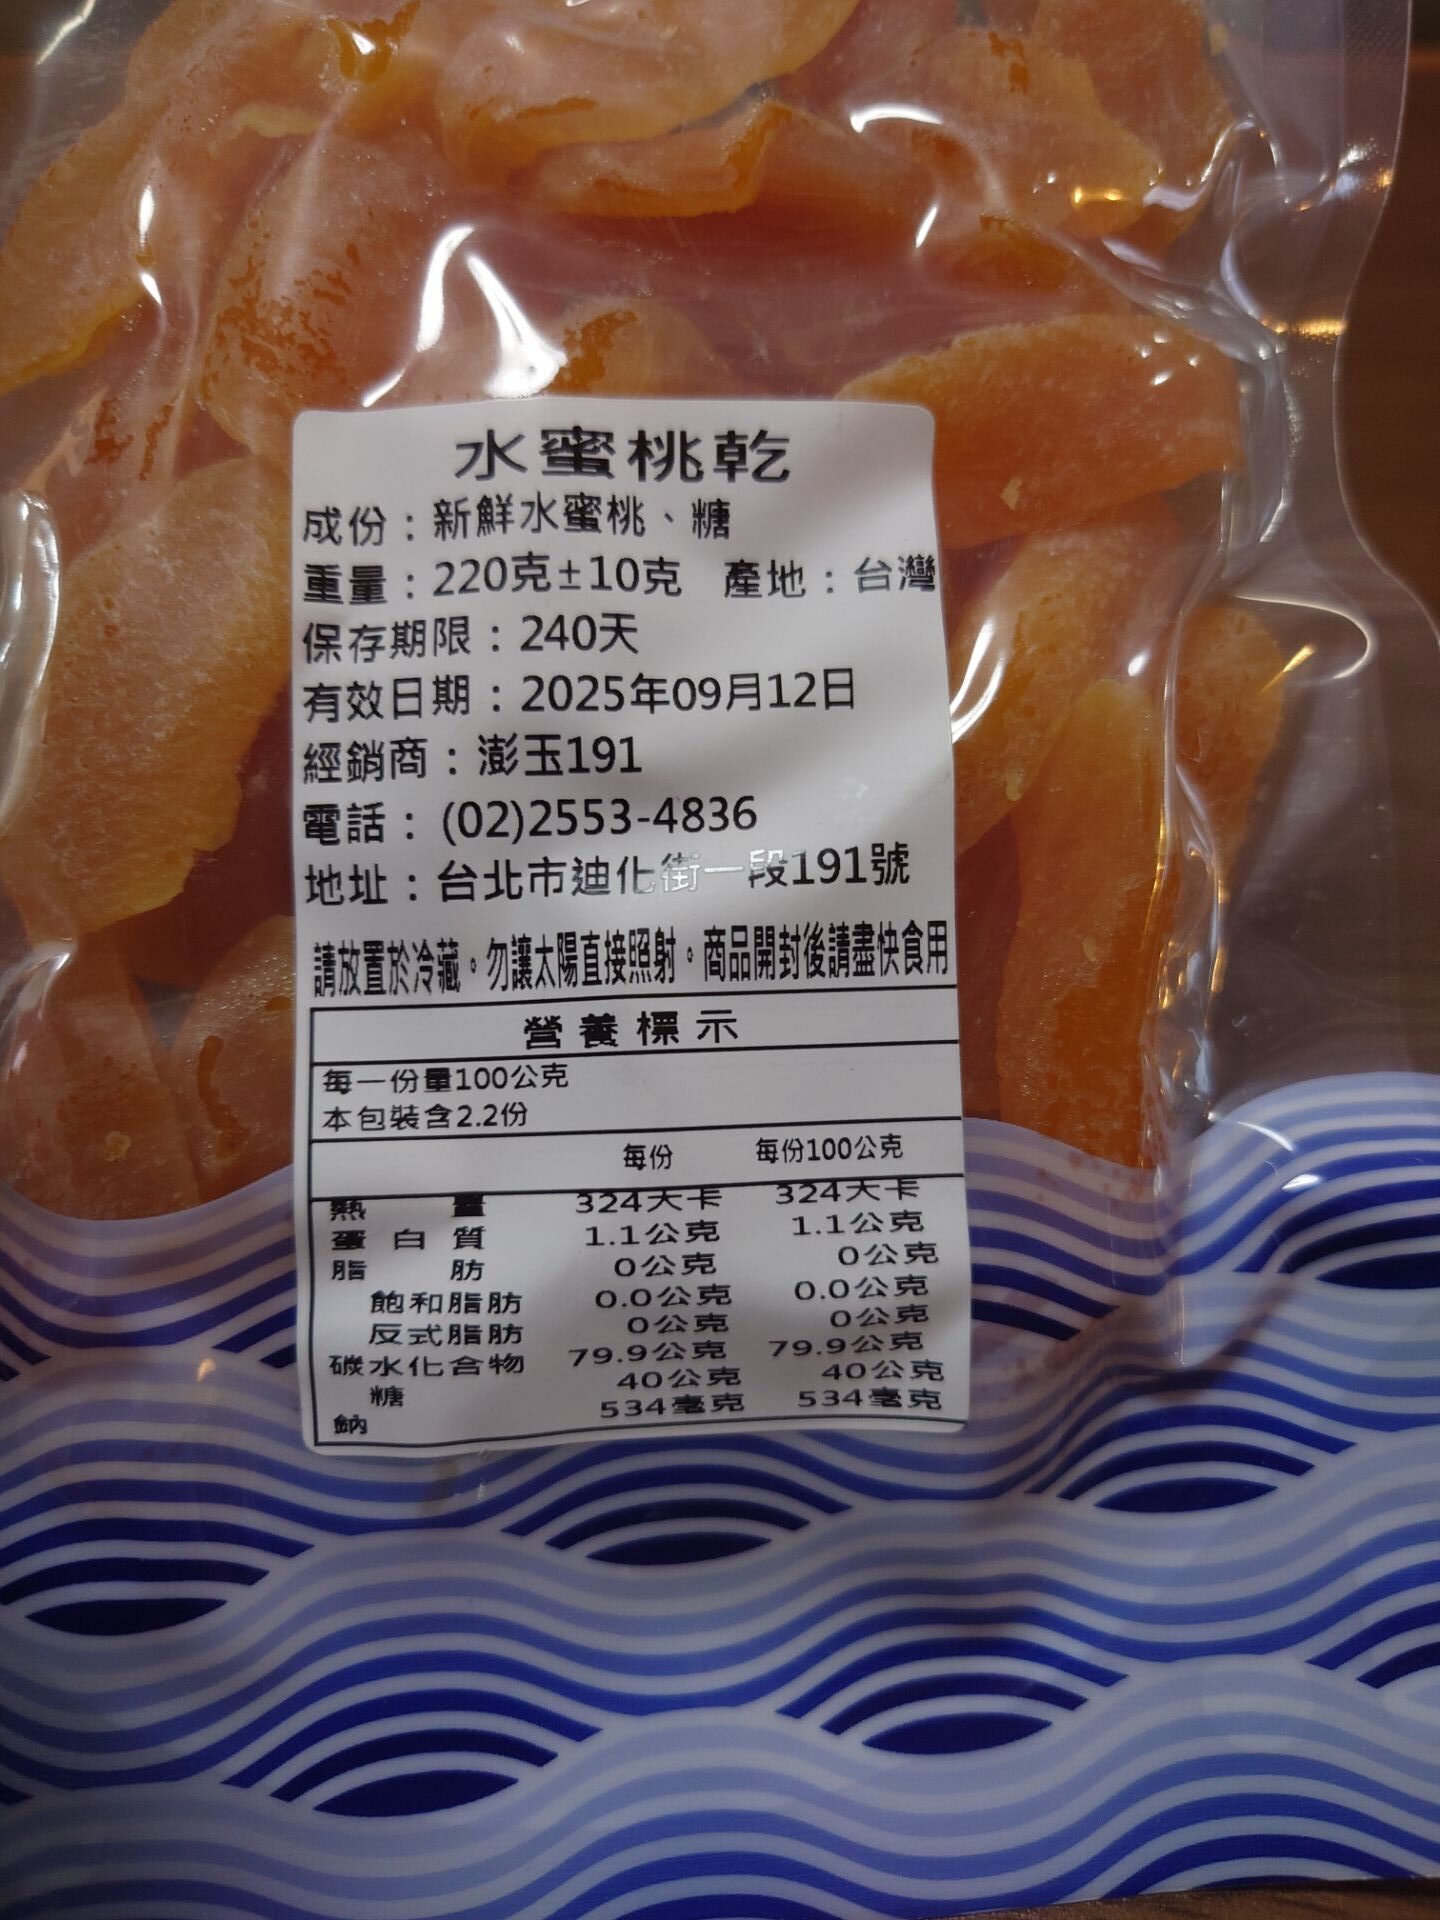 水蜜桃乾
成份：新鮮水蜜桃、糖
重量：220克±10克 產地：台灣
保存期限：240天
有效日期：2025年09月12日
經銷商：澎玉191
電話：(02)2553-4836
地址：台北市迪化街一段191號
請放置於冷藏。勿讓太陽直接照射。商品開封後請盡快食用
營養標示
每一份量100公克
本包裝含2.2份
每份 每份100公克
熱量 324大卡 324大卡
蛋白質 1.1公克 1.1公克
脂肪 0公克 0公克
飽和脂肪 0.0公克 0.0公克
反式脂肪 0公克 0公克
碳水化合物 79.9公克 79.9公克
糖 40公克 40公克
鈉 534毫克 534毫克